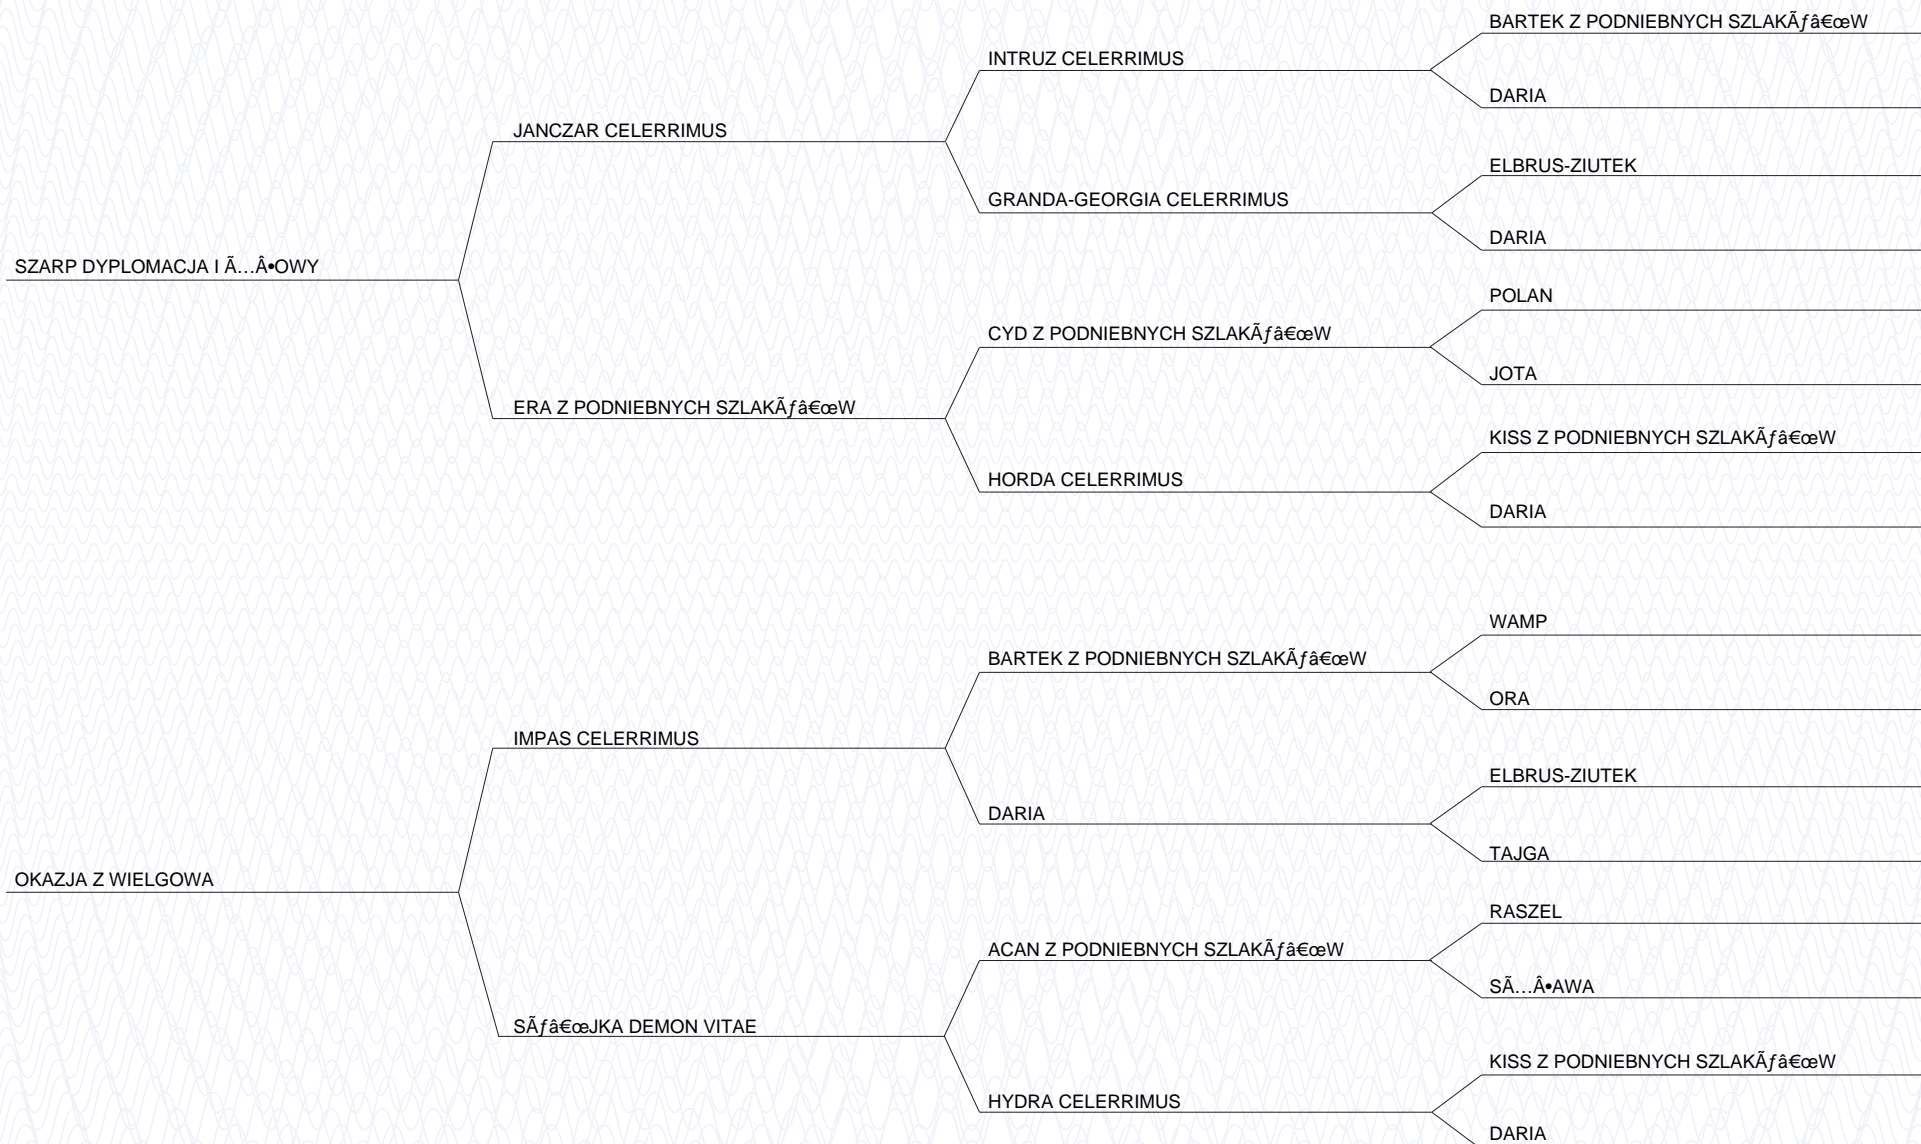 BARTEK Z PODNIEBNYCH SZLAKÃƒâ€œW
INTRUZ CELERRIMUS
DARIA
JANCZAR CELERRIMUS
ELBRUS-ZIUTEK
GRANDA-GEORGIA CELERRIMUS
DARIA
SZARP DYPLOMACJA I Ã…Â•OWY
POLAN
CYD Z PODNIEBNYCH SZLAKÃƒâ€œW
JOTA
ERA Z PODNIEBNYCH SZLAKÃƒâ€œW
KISS Z PODNIEBNYCH SZLAKÃƒâ€œW
HORDA CELERRIMUS
DARIA
WAMP
BARTEK Z PODNIEBNYCH SZLAKÃƒâ€œW
ORA
IMPAS CELERRIMUS
ELBRUS-ZIUTEK
DARIA
TAJGA
OKAZJA Z WIELGOWA
RASZEL
ACAN Z PODNIEBNYCH SZLAKÃƒâ€œW
SÃ…Â•AWA
SÃƒâ€œJKA DEMON VITAE
KISS Z PODNIEBNYCH SZLAKÃƒâ€œW
HYDRA CELERRIMUS
DARIA